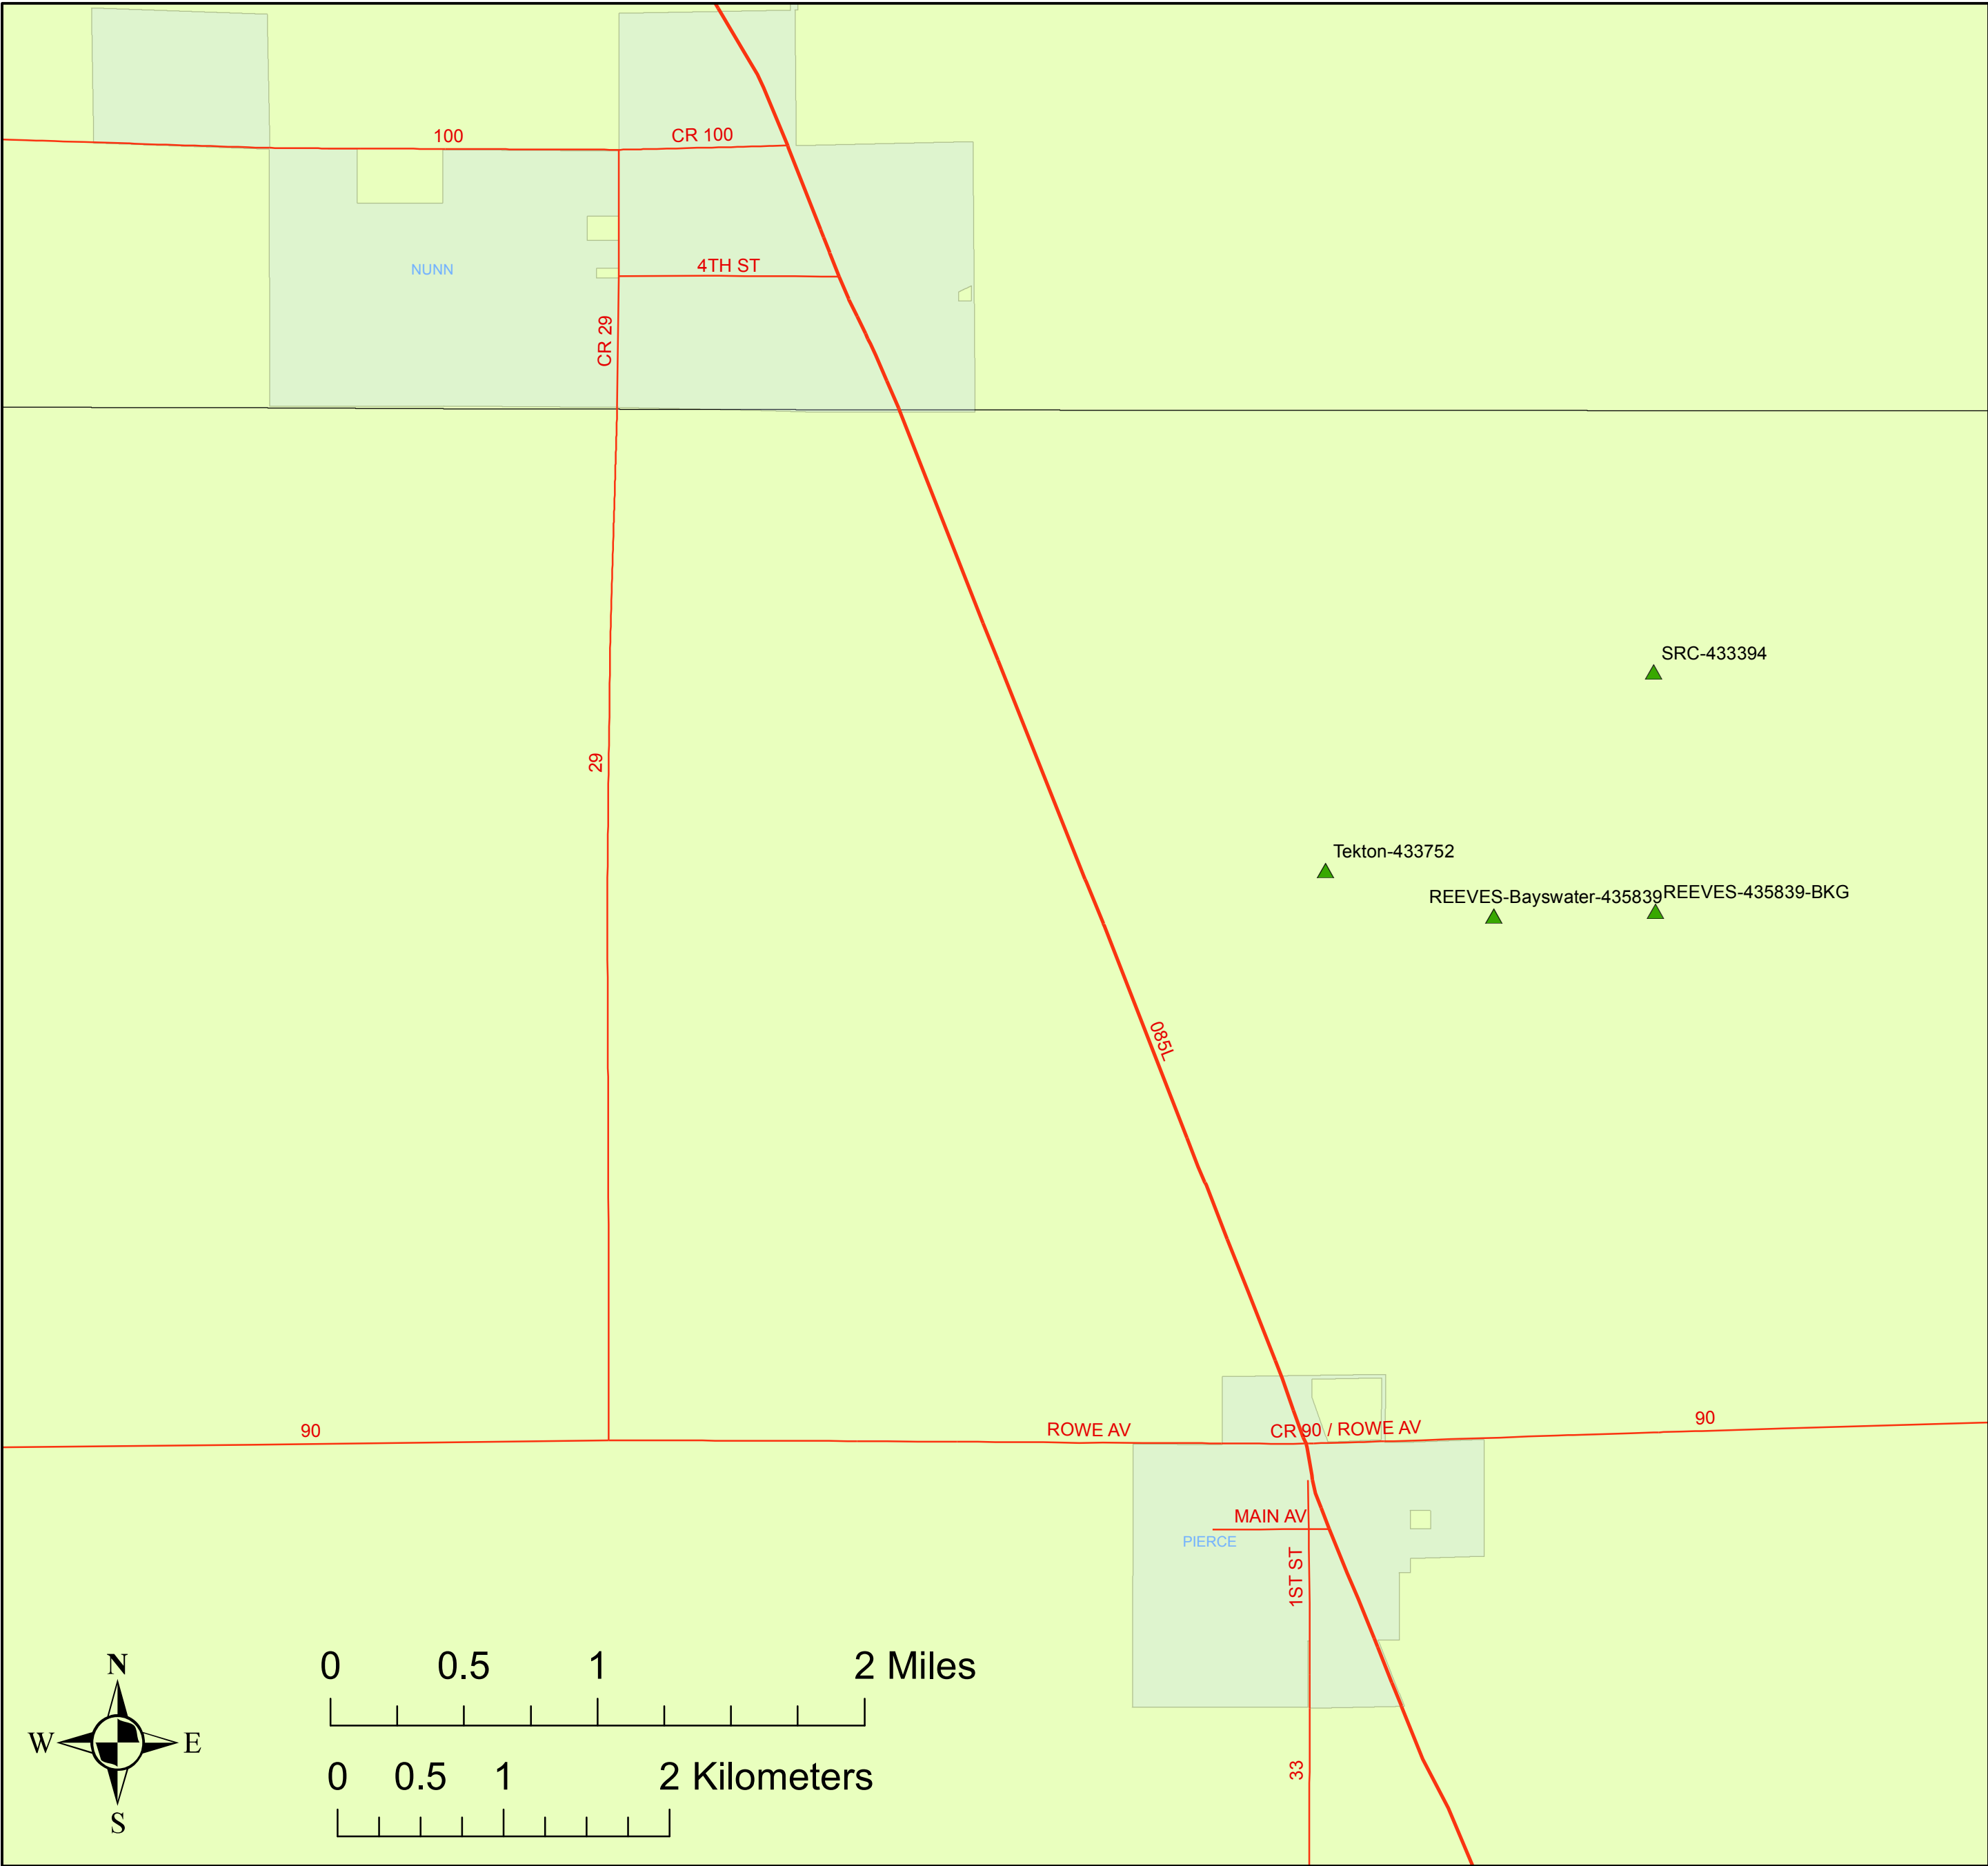 100
CR 100
NUNN
4TH ST
CR 29
SRC-433394
29
Tekton-433752
REEVES-Bayswater-435839
REEVES-435839-BKG
085L
90
ROWE AV
CR 90 / ROWE AV
90
MAIN AV
PIERCE
1ST ST
33
N
W E
S
0 0.5 1 2 Miles
0 0.5 1 2 Kilometers